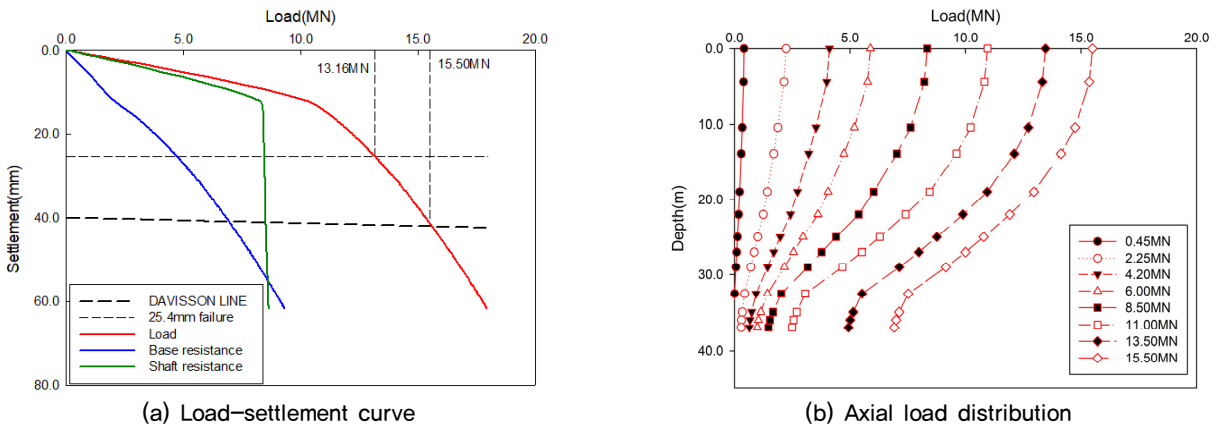 Load(MN)
0.0 5.0 10.0 15.0 20.0
Settlement(mm)
0.0
20.0
40.0
60.0
80.0
13.16MN
15.50MN
DAVISSON LINE
25.4mm failure
Load
Base resistance
Shaft resistance
(a) Load-settlement curve
Load(MN)
0.0 5.0 10.0 15.0 20.0
Depth(m)
0.0
10.0
20.0
30.0
40.0
0.45MN
2.25MN
4.20MN
6.00MN
8.50MN
11.00MN
13.50MN
15.50MN
(b) Axial load distribution